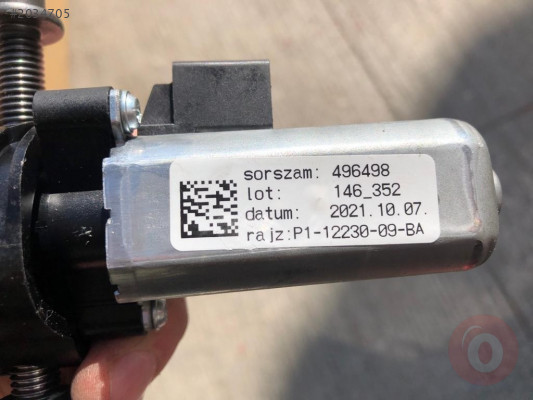 sorszam: 496498
lot: 146_352
datum: 2021.10.07.
rajz:P1-12230-09-BA